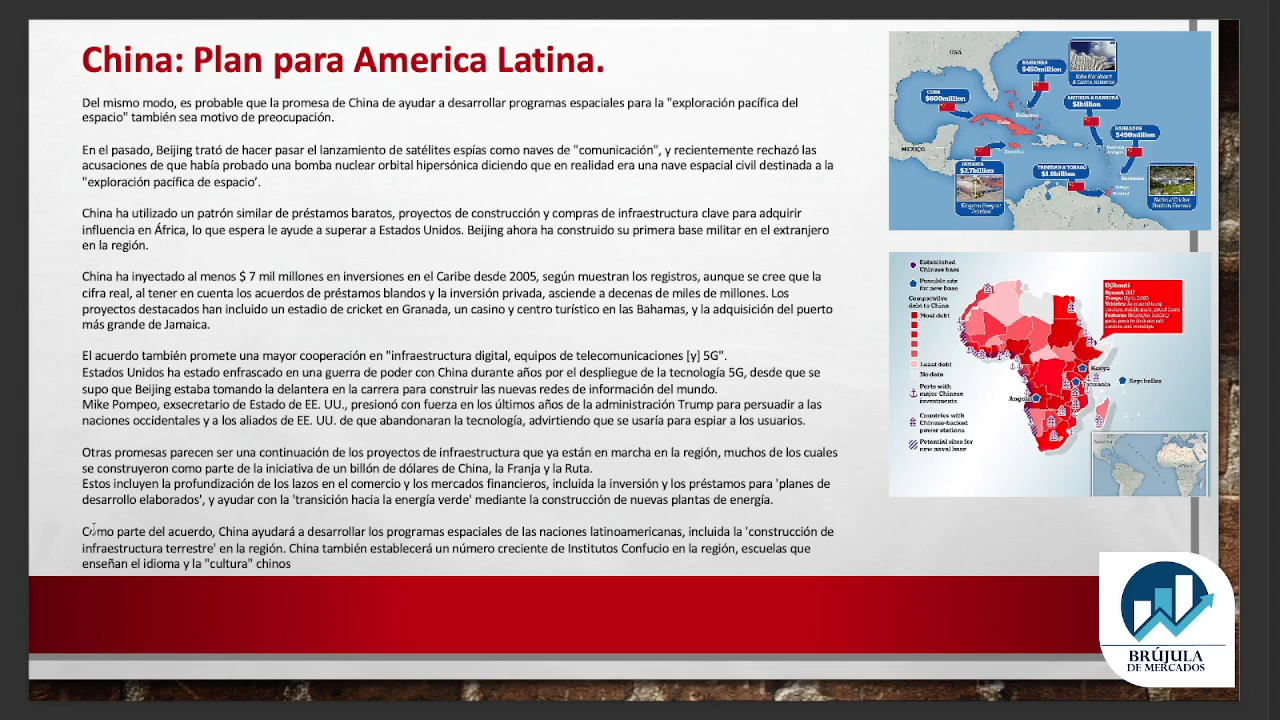 China: Plan para America Latina.
Del mismo modo, es probable que la promesa de China de ayudar a desarrollar programas espaciales para la "exploración pacífica del
espacio" también sea motivo de preocupación.
En el pasado, Beijing trató de hacer pasar el lanzamiento de satélites espías como naves de "comunicación", y recientemente rechazó las
acusaciones de que había probado una bomba nuclear orbital hipersónica diciendo que en realidad era una nave espacial civil destinada a la
"exploración pacífica de espacio'.
China ha utilizado un patrón similar de préstamos baratos, proyectos de construcción y compras de infraestructura clave para adquirir
influencia en África, lo que espera le ayude a superar a Estados Unidos. Beijing ahora ha construido su primera base militar en el extranjero
en la región.
China ha inyectado al menos $ 7 mil millones en inversiones en el Caribe desde 2005, según muestran los registros, aunque se cree que la
cifra real, al tener en cuenta los acuerdos de préstamos blandos y la inversión privada, asciende a decenas de miles de millones. Los
proyectos destacados han incluido un estadio de cricket en Granada, un casino y centro turístico en las Bahamas, y la adquisición del puerto
más grande de Jamaica.
El acuerdo también promete una mayor cooperación en "infraestructura digital, equipos de telecomunicaciones [y] 5G".
Estados Unidos ha estado enfrascado en una guerra de poder con China durante años por el despliegue de la tecnología 5G, desde que se
supo que Beijing estaba tomando la delantera en la carrera para construir las nuevas redes de información del mundo.
Mike Pompeo, exsecretario de Estado de EE. UU., presionó con fuerza en los últimos años de la administración Trump para persuadir a las
naciones occidentales y a los aliados de EE. UU. de que abandonaran la tecnología, advirtiendo que se usaría para espiar a los usuarios.
Otras promesas parecen ser una continuación de los proyectos de infraestructura que ya están en marcha en la región, muchos de los cuales
se construyeron como parte de la iniciativa de un billón de dólares de China, la Franja y la Ruta.
Estos incluyen la profundización de los lazos en el comercio y los mercados financieros, incluida la inversión y los préstamos para 'planes de
desarrollo elaborados', y ayudar con la 'transición hacia la energía verde' mediante la construcción de nuevas plantas de energía.
Como parte del acuerdo, China ayudará a desarrollar los programas espaciales de las naciones latinoamericanas, incluida la 'construcción de
infraestructura terrestre' en la región. China también establecerá un número creciente de Institutos Confucio en la región, escuelas que
enseñan el idioma y la "cultura" chinos
USA
BAHAMAS
CUBA
$600million
ANTIGUA & BARBUDA
$1billion
BARBADOS
$490million
Bahamas
Cuba
MEXICO
JAMAICA
$2.7billion
TRINIDAD & TOBAGO
$1.9billion
Barbados
Established
Chinese base
Possible site
for new base
Comparative
debt to China
Most debt
Least debt
No data
Ports with
major Chinese
investments
Countries with
Chinese-backed
power stations
Potential sites for
new naval base
Djibouti
Opened: 2017
Kenya
Tanzania
Seychelles
Angola
BRÚJULA
DE MERCADOS